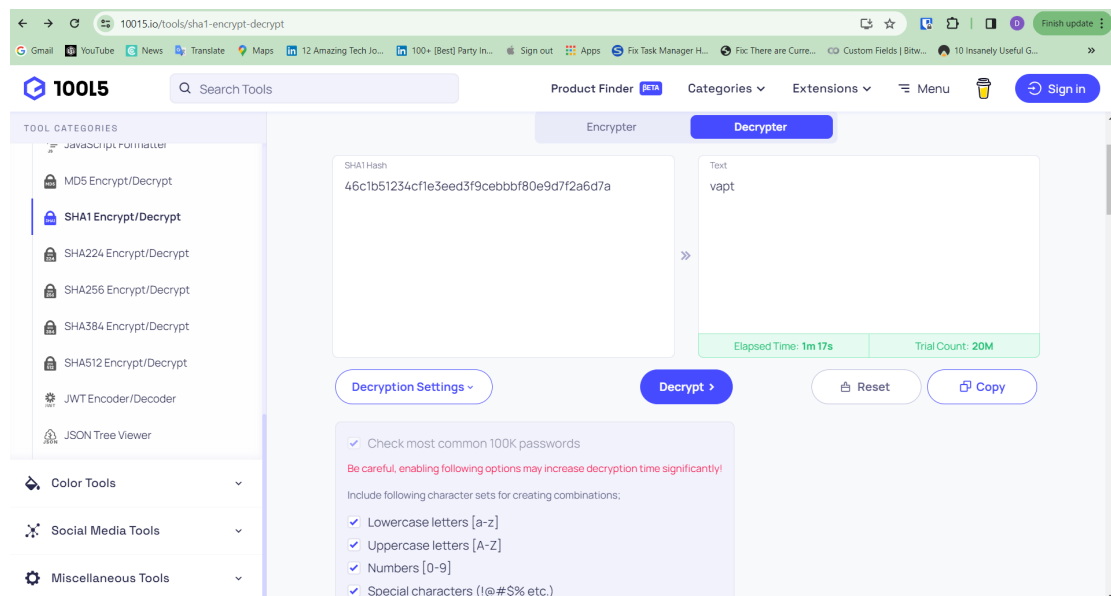 10015.io/tools/sha1-encrypt-decrypt
D
Finish update
Gmail YouTube News Translate Maps 12 Amazing Tech Jo... 100+ [Best] Party In... Sign out Apps Fix Task Manager H... Fix: There are Curre... Custom Fields | Bitw... 10 Insanely Useful G... »
10015
Search Tools
Product Finder BETA Categories Extensions Menu Sign in
TOOL CATEGORIES
Encrypter Decrypter
JavaScript Formatter
MD5 Encrypt/Decrypt
SHA1 Encrypt/Decrypt
SHA224 Encrypt/Decrypt
SHA256 Encrypt/Decrypt
SHA384 Encrypt/Decrypt
SHA512 Encrypt/Decrypt
JWT Encoder/Decoder
JSON Tree Viewer
Color Tools
Social Media Tools
Miscellaneous Tools
SHA1 Hash
46c1b51234cf1e3eed3f9cebbbf80e9d7f2a6d7a
Text
vapt
Elapsed Time: 1m 17s Trial Count: 20M
Decryption Settings Decrypt Reset Copy
Check most common 100K passwords
Be careful, enabling following options may increase decryption time significantly!
Include following character sets for creating combinations;
Lowercase letters [a-z]
Uppercase letters [A-Z]
Numbers [0-9]
Special characters (!@#$% etc.)